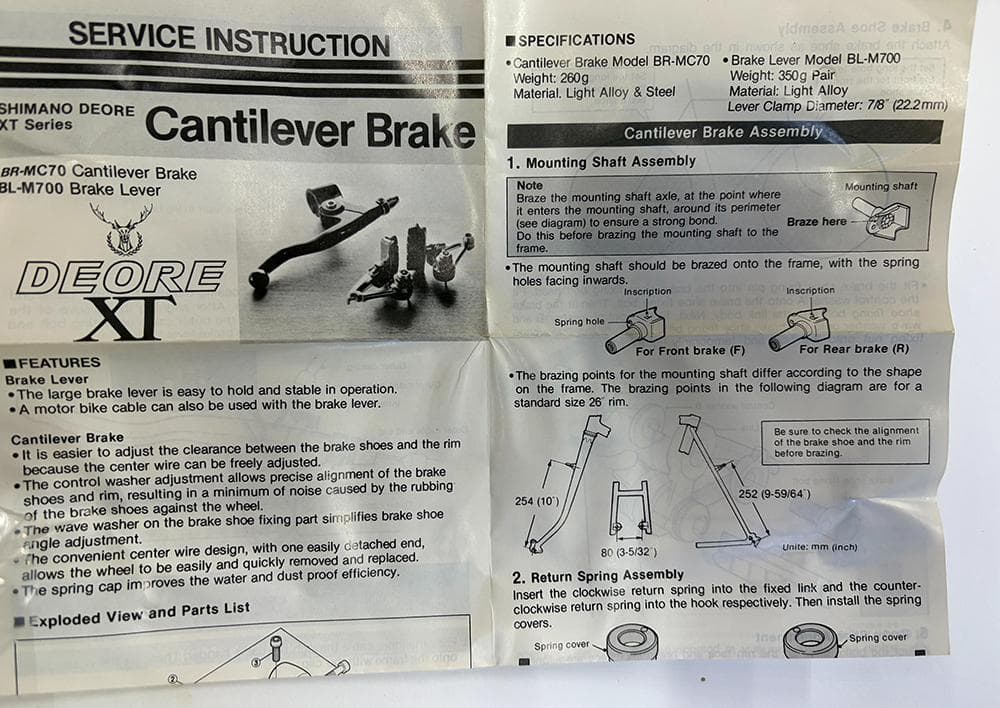 SERVICE INSTRUCTION
SHIMANO DEORE
XT Series
Cantilever Brake
BR-MC70 Cantilever Brake
BL-M700 Brake Lever
DEORE
XT
■FEATURES
Brake Lever
•The large brake lever is easy to hold and stable in operation.
•A motor bike cable can also be used with the brake lever.
Cantilever Brake
•It is easier to adjust the clearance between the brake shoes and the rim
because the center wire can be freely adjusted.
•The control washer adjustment allows precise alignment of the brake
shoes and rim, resulting in a minimum of noise caused by the rubbing
of the brake shoes against the wheel.
•The wave washer on the brake shoe fixing part simplifies brake shoe
angle adjustment.
•The convenient center wire design, with one easily detached end,
allows the wheel to be easily and quickly removed and replaced.
•The spring cap improves the water and dust proof efficiency.
■Exploded View and Parts List
③
②
■SPECIFICATIONS
•Cantilever Brake Model BR-MC70
Weight: 260g
Material. Light Alloy & Steel
•Brake Lever Model BL-M700
Weight: 350g Pair
Material: Light Alloy
Lever Clamp Diameter: 7/8″ (22.2mm)
Cantilever Brake Assembly
1. Mounting Shaft Assembly
Note
Braze the mounting shaft axle, at the point where
it enters the mounting shaft, around its perimeter
(see diagram) to ensure a strong bond.
Do this before brazing the mounting shaft to the
frame.
Mounting shaft
Braze here
•The mounting shaft should be brazed onto the frame, with the spring
holes facing inwards.
Inscription
Spring hole
For Front brake (F)
Inscription
For Rear brake (R)
•The brazing points for the mounting shaft differ according to the shape
on the frame. The brazing points in the following diagram are for a
standard size 26″ rim.
Be sure to check the alignment
of the brake shoe and the rim
before brazing.
254 (10″)
80 (3-5/32″)
252 (9-59/64″)
Unite: mm (inch)
2. Return Spring Assembly
Insert the clockwise return spring into the fixed link and the counter-
clockwise return spring into the hook respectively. Then install the spring
covers.
Spring cover
Spring cover